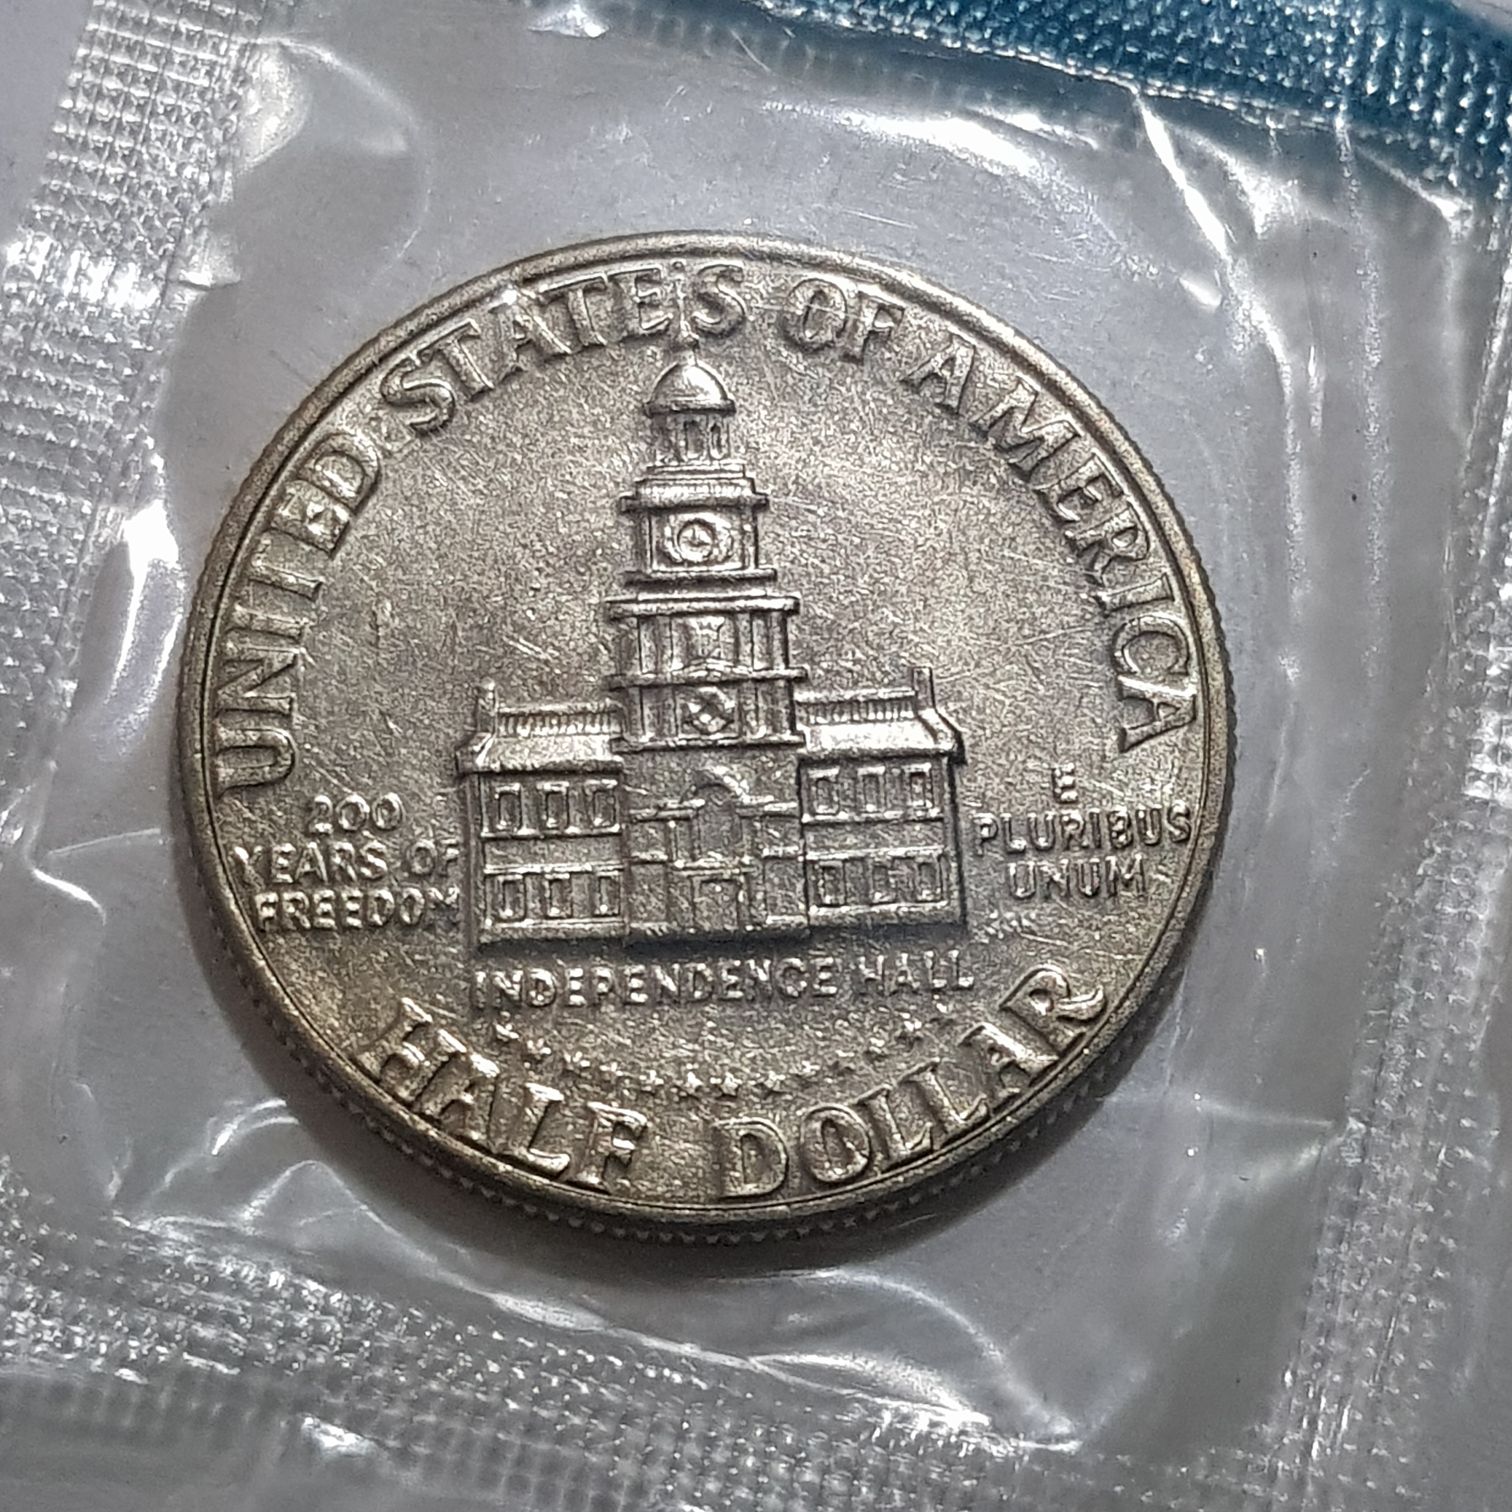 UNITED STATES OF AMERICA
200
YEARS OF
FREEDOM
E
PLURIBUS
UNUM
INDEPENDENCE HALL
HALF DOLLAR